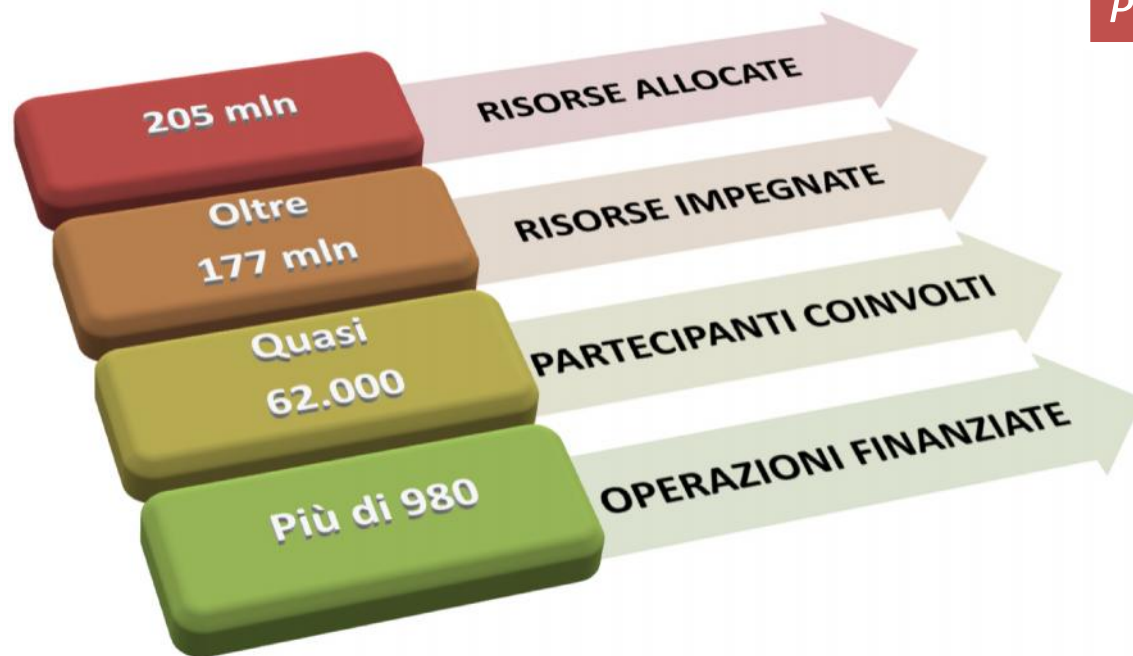 P
205 mln
RISORSE ALLOCATE
Oltre
177 mln
RISORSE IMPEGNATE
Quasi
62.000
PARTECIPANTI COINVOLTI
Più di 980
OPERAZIONI FINANZIATE